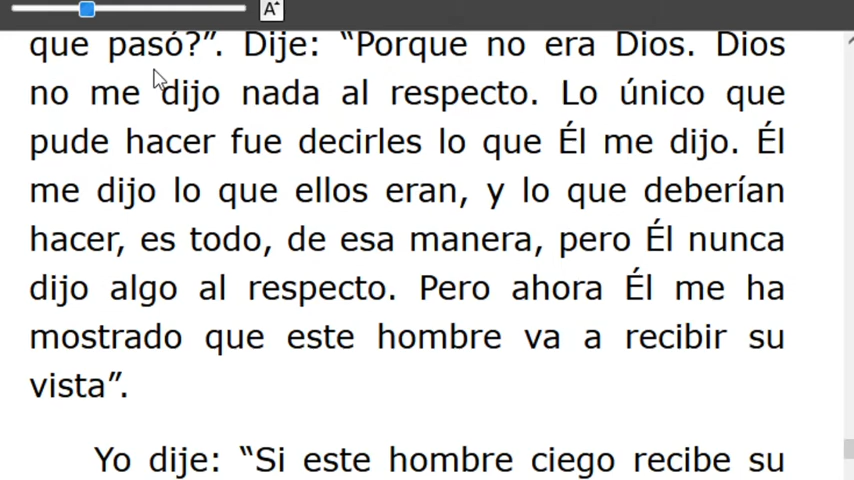 A
que pasó?”. Dije: “Porque no era Dios. Dios
no me dijo nada al respecto. Lo único que
pude hacer fue decirles lo que Él me dijo. Él
me dijo lo que ellos eran, y lo que deberían
hacer, es todo, de esa manera, pero Él nunca
dijo algo al respecto. Pero ahora Él me ha
mostrado que este hombre va a recibir su
vista”.
Yo dije: “Si este hombre ciego recibe su